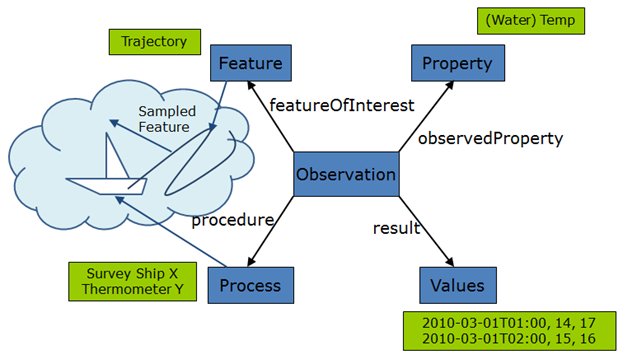 (Water) Temp
Trajectory
Feature
Property
Sampled
Feature
featureOfInterest
observedProperty
Observation
procedure
result
Survey Ship X
Thermometer Y
Process
Values
2010-03-01T01:00, 14, 17
2010-03-01T02:00, 15, 16